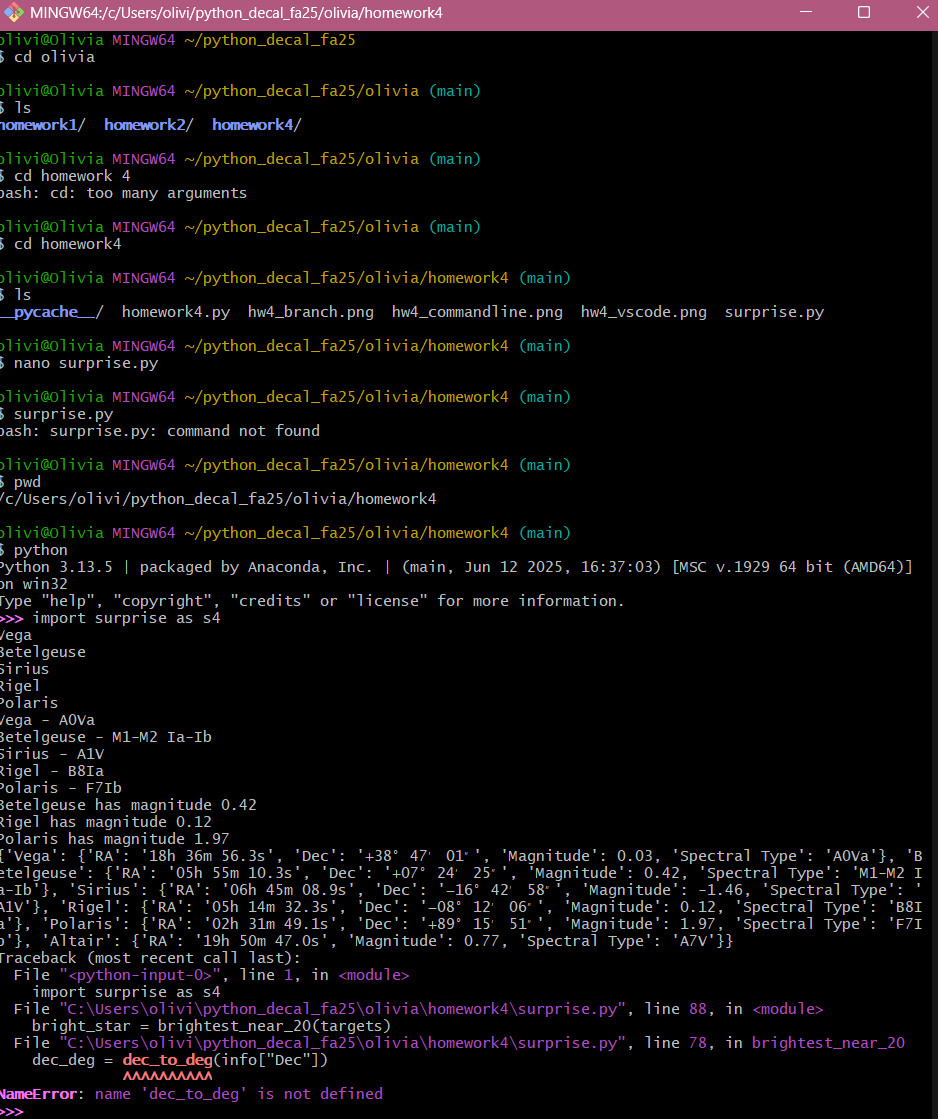 MINGW64:/c/Users/olivi/python_decal_fa25/olivia/homework4
olivi@Olivia MINGW64 ~/python_decal_fa25
$ cd olivia
olivi@Olivia MINGW64 ~/python_decal_fa25/olivia (main)
$ ls
homework1/  homework2/  homework4/
olivi@Olivia MINGW64 ~/python_decal_fa25/olivia (main)
$ cd homework 4
bash: cd: too many arguments
olivi@Olivia MINGW64 ~/python_decal_fa25/olivia (main)
$ cd homework4
olivi@Olivia MINGW64 ~/python_decal_fa25/olivia/homework4 (main)
$ ls
__pycache__/  homework4.py  hw4_branch.png  hw4_commandline.png  hw4_vscode.png  surprise.py
olivi@Olivia MINGW64 ~/python_decal_fa25/olivia/homework4 (main)
$ nano surprise.py
olivi@Olivia MINGW64 ~/python_decal_fa25/olivia/homework4 (main)
$ surprise.py
bash: surprise.py: command not found
olivi@Olivia MINGW64 ~/python_decal_fa25/olivia/homework4 (main)
$ pwd
/c/Users/olivi/python_decal_fa25/olivia/homework4
olivi@Olivia MINGW64 ~/python_decal_fa25/olivia/homework4 (main)
$ python
Python 3.13.5 | packaged by Anaconda, Inc. | (main, Jun 12 2025, 16:37:03) [MSC v.1929 64 bit (AMD64)]
on win32
Type "help", "copyright", "credits" or "license" for more information.
>>> import surprise as s4
Vega
Betelgeuse
Sirius
Rigel
Polaris
Vega - A0Va
Betelgeuse - M1-M2 Ia-Ib
Sirius - A1V
Rigel - B8Ia
Polaris - F7Ib
Betelgeuse has magnitude 0.42
Rigel has magnitude 0.12
Polaris has magnitude 1.97
{'Vega': {'RA': '18h 36m 56.3s', 'Dec': '+38° 47′ 01″', 'Magnitude': 0.03, 'Spectral Type': 'A0Va'}, 'B
etelgeuse': {'RA': '05h 55m 10.3s', 'Dec': '+07° 24′ 25″', 'Magnitude': 0.42, 'Spectral Type': 'M1-M2 I
a-Ib'}, 'Sirius': {'RA': '06h 45m 08.9s', 'Dec': '−16° 42′ 58″', 'Magnitude': -1.46, 'Spectral Type': '
A1V'}, 'Rigel': {'RA': '05h 14m 32.3s', 'Dec': '−08° 12′ 06″', 'Magnitude': 0.12, 'Spectral Type': 'B8I
a'}, 'Polaris': {'RA': '02h 31m 49.1s', 'Dec': '+89° 15′ 51″', 'Magnitude': 1.97, 'Spectral Type': 'F7I
b'}, 'Altair': {'RA': '19h 50m 47.0s', 'Magnitude': 0.77, 'Spectral Type': 'A7V'}}
Traceback (most recent call last):
  File "<python-input-0>", line 1, in <module>
    import surprise as s4
  File "C:\Users\olivi\python_decal_fa25\olivia\homework4\surprise.py", line 88, in <module>
    bright_star = brightest_near_20(targets)
  File "C:\Users\olivi\python_decal_fa25\olivia\homework4\surprise.py", line 78, in brightest_near_20
    dec_deg = dec_to_deg(info["Dec"])
              ^^^^^^^^^^
NameError: name 'dec_to_deg' is not defined
>>>